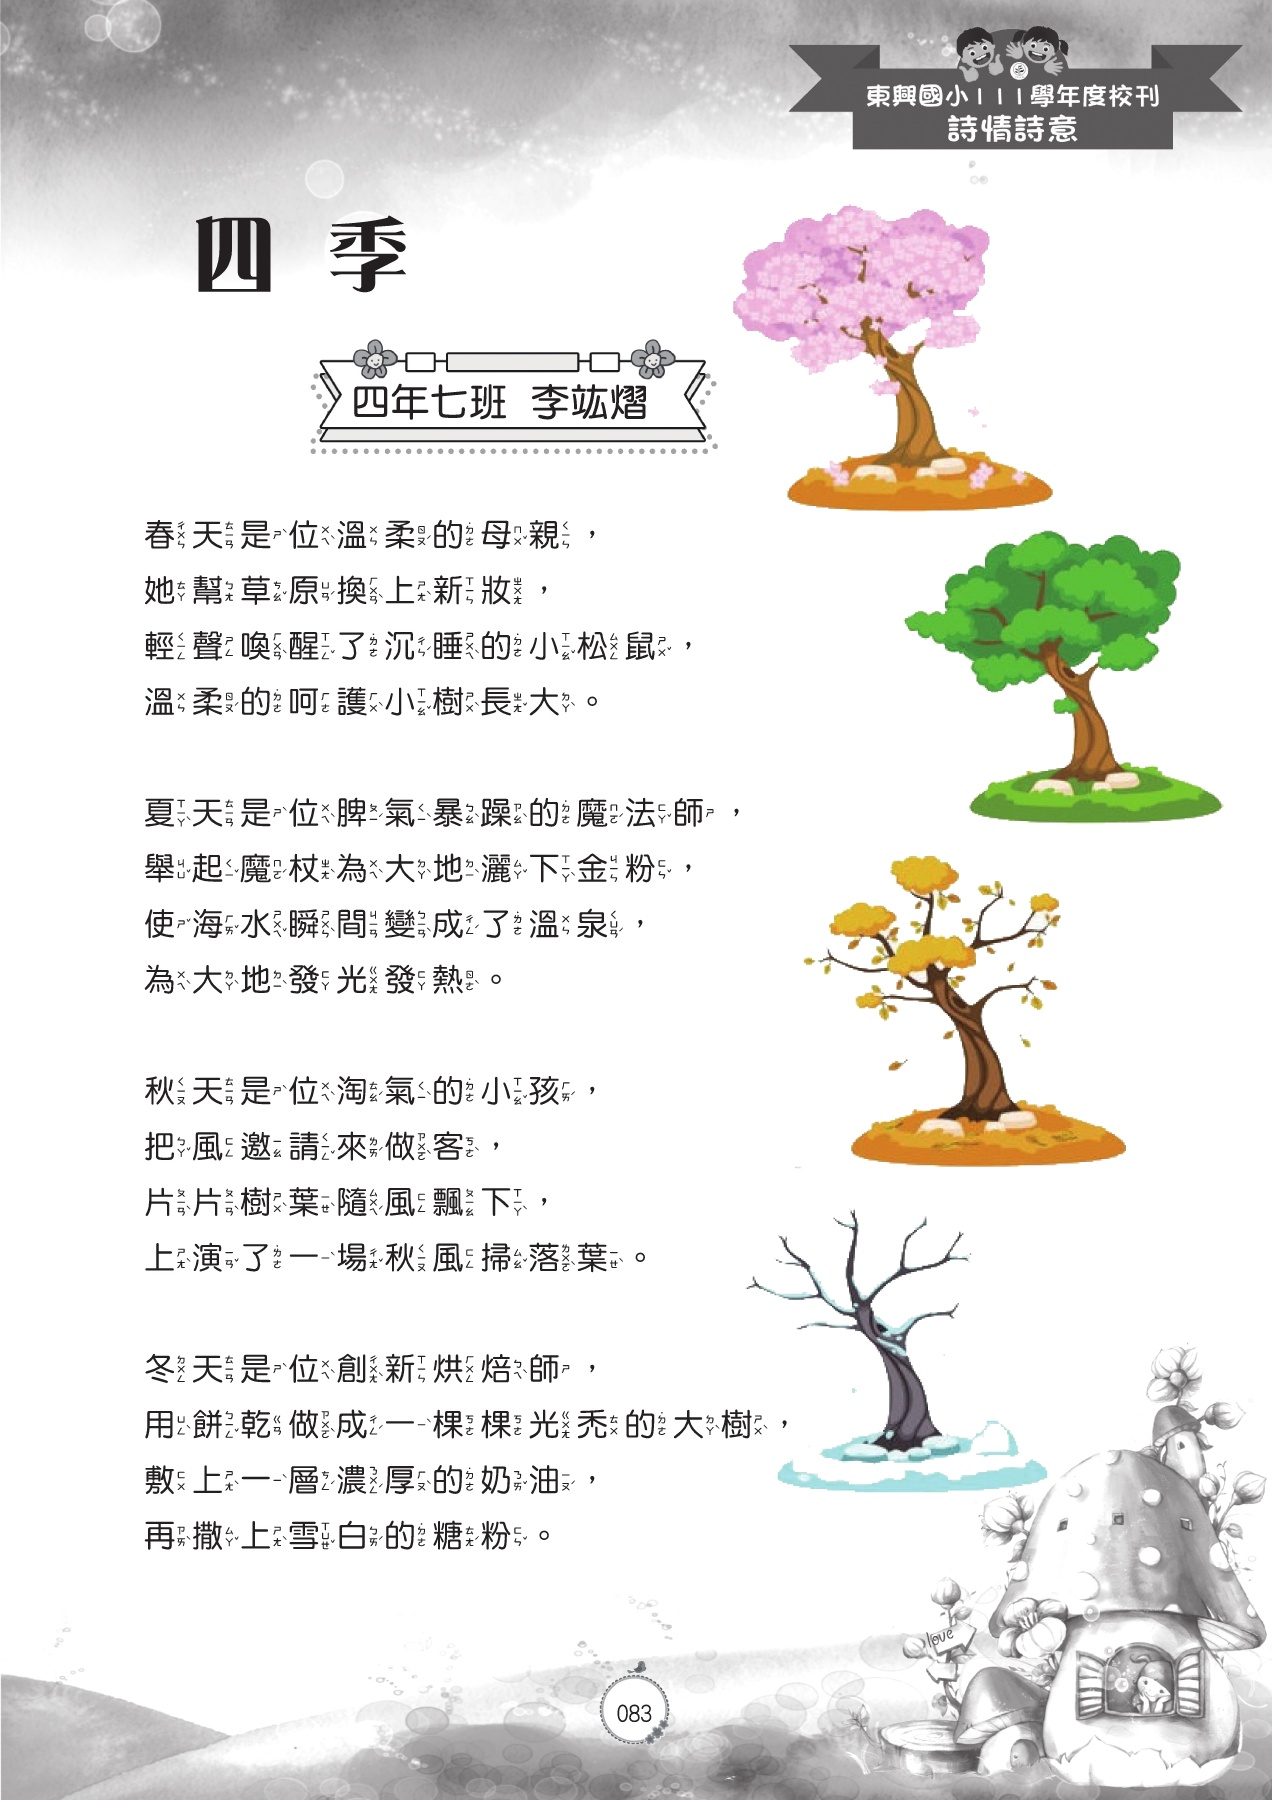 東興國小111學年度校刊
詩情詩意
四季
四年七班 李竑熠
春天是位溫柔的母親，
她幫草原換上新妝，
輕聲喚醒了沉睡的小松鼠，
溫柔的呵護小樹長大。
夏天是位脾氣暴躁的魔法師，
舉起魔杖為大地灑下金粉，
使海水瞬間變成了溫泉，
為大地發光發熱。
秋天是位淘氣的小孩，
把風邀請來做客，
片片樹葉隨風飄下，
上演了一場秋風掃落葉。
冬天是位創新烘焙師，
用餅乾做成一棵棵光禿的大樹，
敷上一層濃厚的奶油，
再撒上雪白的糖粉。
love
083